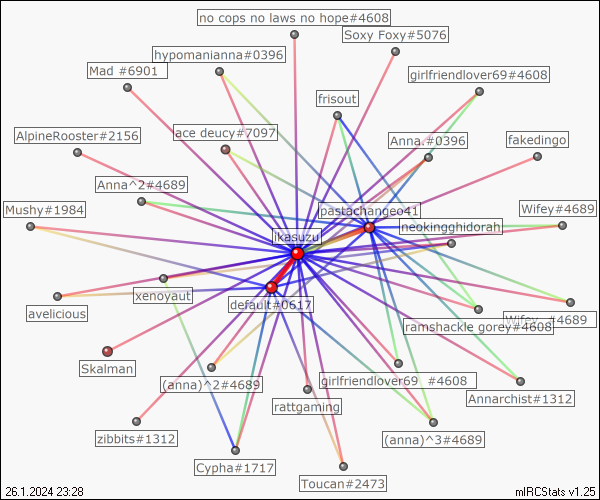 no cops no laws no hope#4608
Soxy Foxy#5076
hypomanianna#0396
Mad #6901
girlfriendlover69#4608
frisout
AlpineRooster#2156
ace deucy#7097
Anna.#0396
fakedingo
Anna^2#4689
Mushy#1984
pastachangeo41
Wifey#4689
neokingghidorah
ikasuzu
xenoyaut
default#0617
avelicious
Wifey #4689
ramshackle gorey#4608
Skalman
(anna)^2#4689
girlfriendlover69 #4608
rattgaming
Annarchist#1312
zibbits#1312
(anna)^3#4689
Cypha#1717
Toucan#2473
26.1.2024 23:28
mIRCStats v1.25